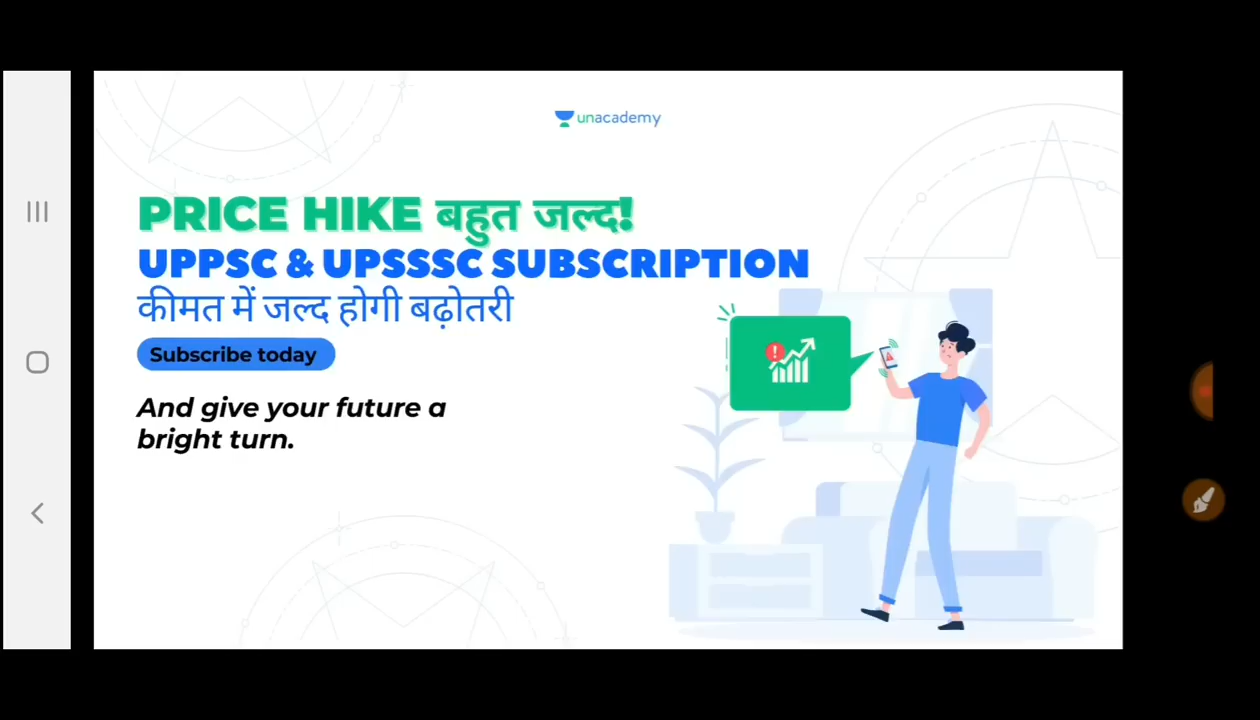 unacademy
PRICE HIKE बहुत जल्द!
UPPSC & UPSSSC SUBSCRIPTION
कीमत में जल्द होगी बढ़ोतरी
Subscribe today
And give your future a
bright turn.